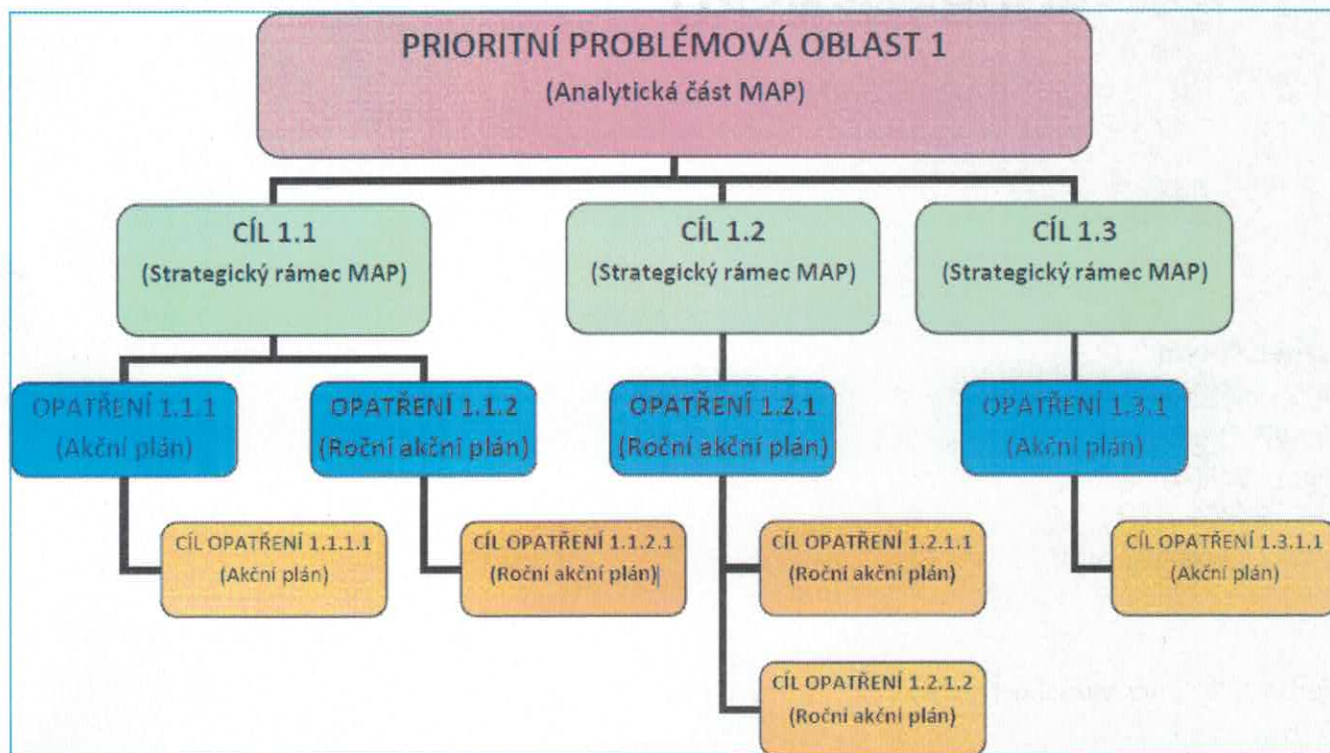 PRIORITNÍ PROBLÉMOVÁ OBLAST 1
(Analytická část MAP)
CÍL 1.1
(Strategický rámec MAP)
CÍL 1.2
(Strategický rámec MAP)
CÍL 1.3
(Strategický rámec MAP)
OPATŘENÍ 1.1.1
(Akční plán)
OPATŘENÍ 1.1.2
(Roční akční plán)
OPATŘENÍ 1.2.1
(Roční akční plán)
OPATŘENÍ 1.3.1
(Akční plán)
CÍL OPATŘENÍ 1.1.1.1
(Akční plán)
CÍL OPATŘENÍ 1.1.2.1
(Roční akční plán)
CÍL OPATŘENÍ 1.2.1.1
(Roční akční plán)
CÍL OPATŘENÍ 1.3.1.1
(Akční plán)
CÍL OPATŘENÍ 1.2.1.2
(Roční akční plán)